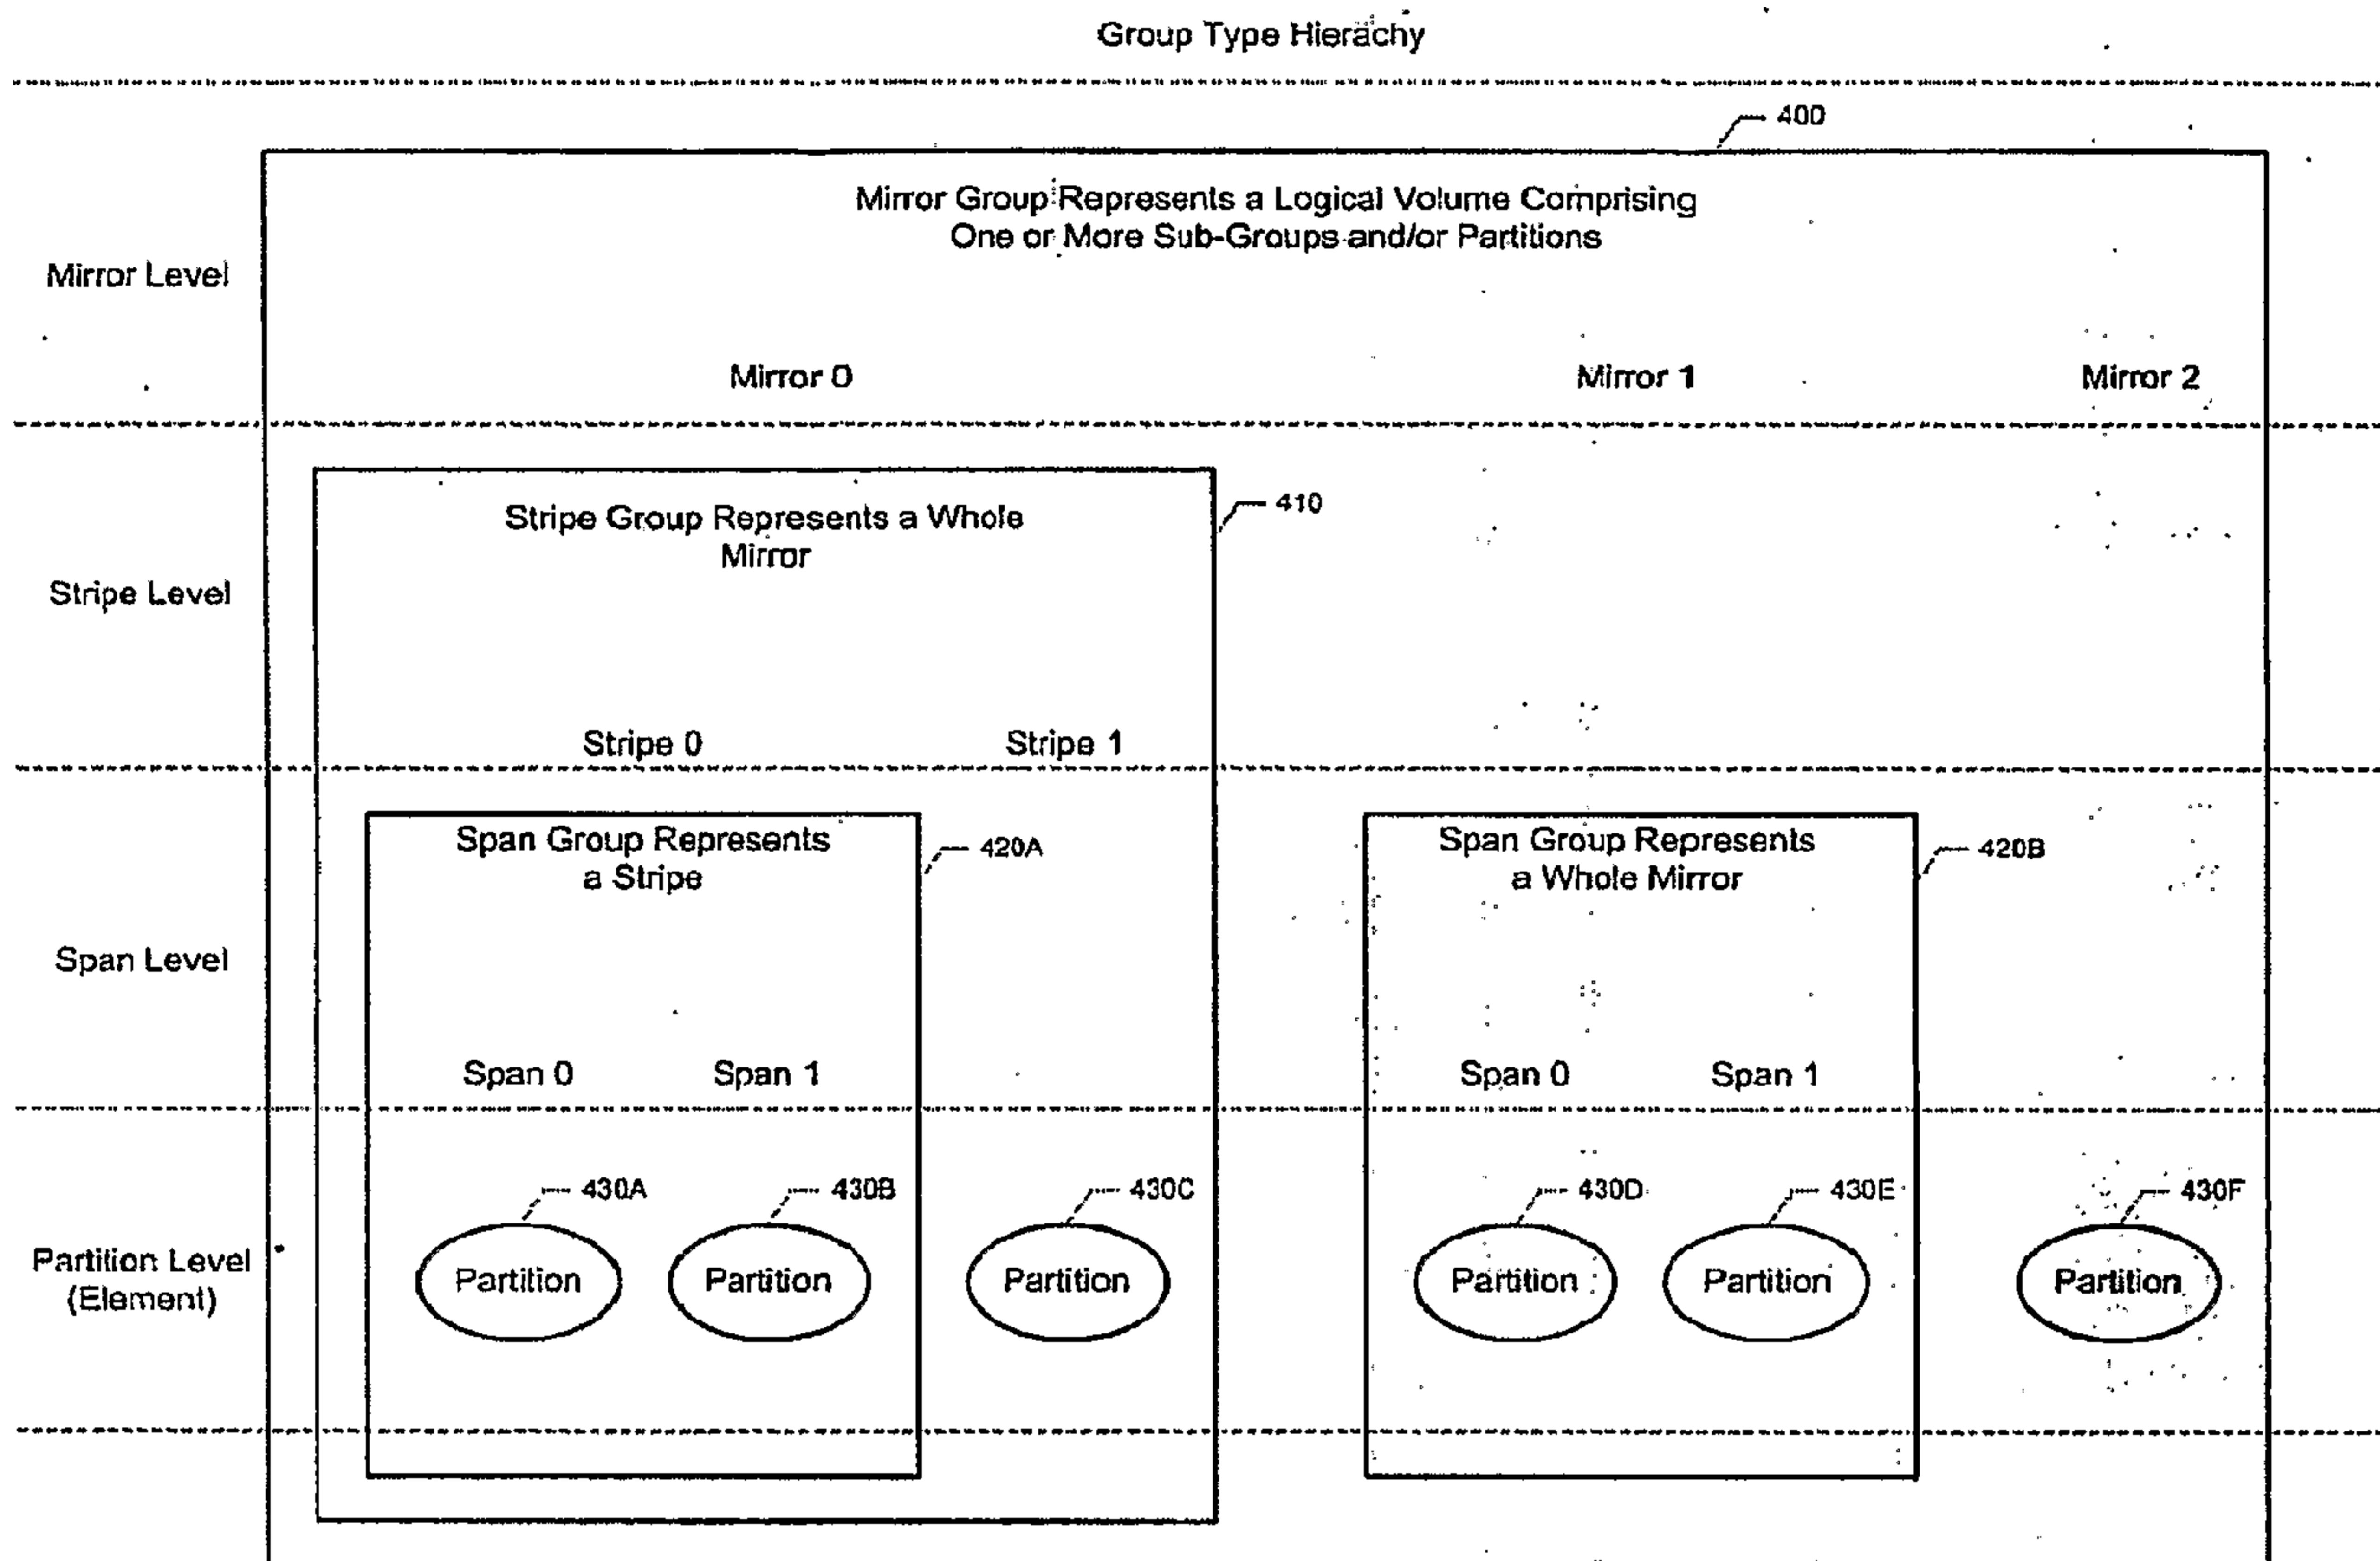 Group Type Hierachy
400
Mirror Group Represents a Logical Volume Comprising
One or More Sub-Groups and/or Partitions
Mirror Level
Mirror 0
Mirror 1
Mirror 2
410
Stripe Group Represents a Whole
Mirror
Stripe Level
Stripe 0
Stripe 1
Span Group Represents
a Stripe
420A
Span Group Represents
a Whole Mirror
420B
Span Level
Span 0
Span 1
Span 0
Span 1
430A
430B
430C
430D
430E
430F
Partition Level
(Element)
Partition
Partition
Partition
Partition
Partition
Partition